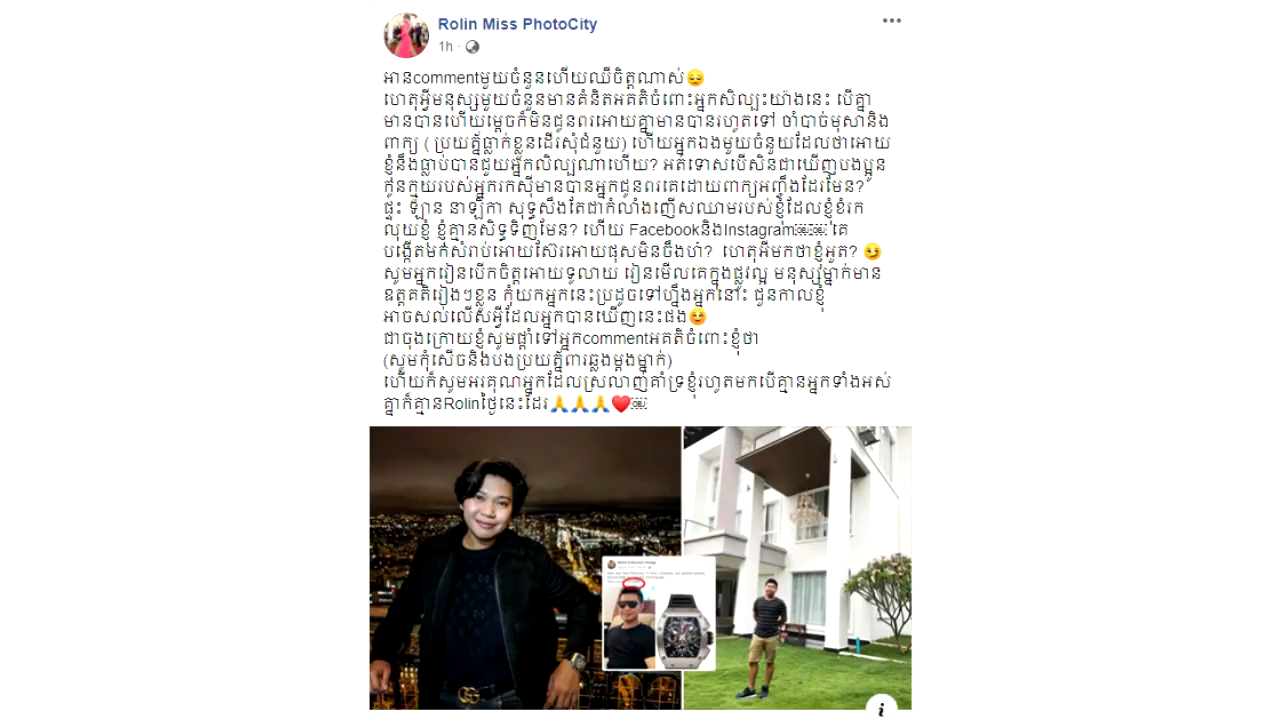 Rolin Miss PhotoCity
1h ·
អានcommentមួយចំនួនហើយឈឺចិត្តណាស់😔
ហេតុអ្វីមនុស្សមួយចំនួនមានគំនិតអគតិចំពោះអ្នកសិល្បះយ៉ាងនេះ បើគ្នា
មានបានហើយម្ដេចក៏មិនជូនពរអោយគ្នាមានបានរហូតទៅ ចាំបាច់មុសានិង
ពាក្យ ( ប្រយត្ន័ធ្លាក់ខ្លួនដើរសុំជំនួយ) ហើយអ្នកឯងមួយចំនួយដែលថាអោយ
ខ្ញុំនឹងធ្លាប់បានជួយអ្នកលិល្បណាហើយ? អត់ទោសបើសិនជាឃើញបងប្អូន
កូនក្មួយរបស់អ្នករកស៊ីមានបានអ្នកជូនពរគេដោយពាក្យអញ្ចឹងដែរមែន?
ផ្ទះ ឡាន នាឡិកា សុទ្ធសឹងតែជាកំលាំងញើសឈាមរបស់ខ្ញុំដែលខ្ញុំខំរក
លុយខ្ញុំ ខ្ញុំគ្មានសិទ្ធទិញមែន? ហើយ FacebookនិងInstagram￼￼ គេ
បង្កើតមកសំរាប់អោយស៊ែរអោយផុសមិនចឹងហំ? ហេតុអីមកថាខ្ញុំអួត? 😏
សូមអ្នករៀនបើកចិត្តអោយទូលាយ រៀនមើលគេក្នុងផ្លូវល្អ មនុស្សម្នាក់មាន
ឧត្តគតិរៀងៗខ្លួន កុំយកអ្នកនេះប្រដូចទៅហ្នឹងអ្នកនោះ ជួនកាលខ្ញុំ
អាចសល់លើសអ្វីដែលអ្នកបានឃើញនេះផង☺️
ជាចុងក្រោយខ្ញុំសូមផ្ដាំទៅអ្នកcommentអគតិចំពោះខ្ញុំថា
(សូមកុំសើចនិងបងប្រយត្ន័ពារឆ្លងម្ដងម្នាក់)
ហើយក៏សូមអរគុណអ្នកដែលស្រលាញ់គាំទ្រខ្ញុំរហូតមកបើគ្មានអ្នកទាំងអស់
គ្នាក៏គ្មានRolinថ្ងៃនេះដែរ🙏🙏🙏❤️￼